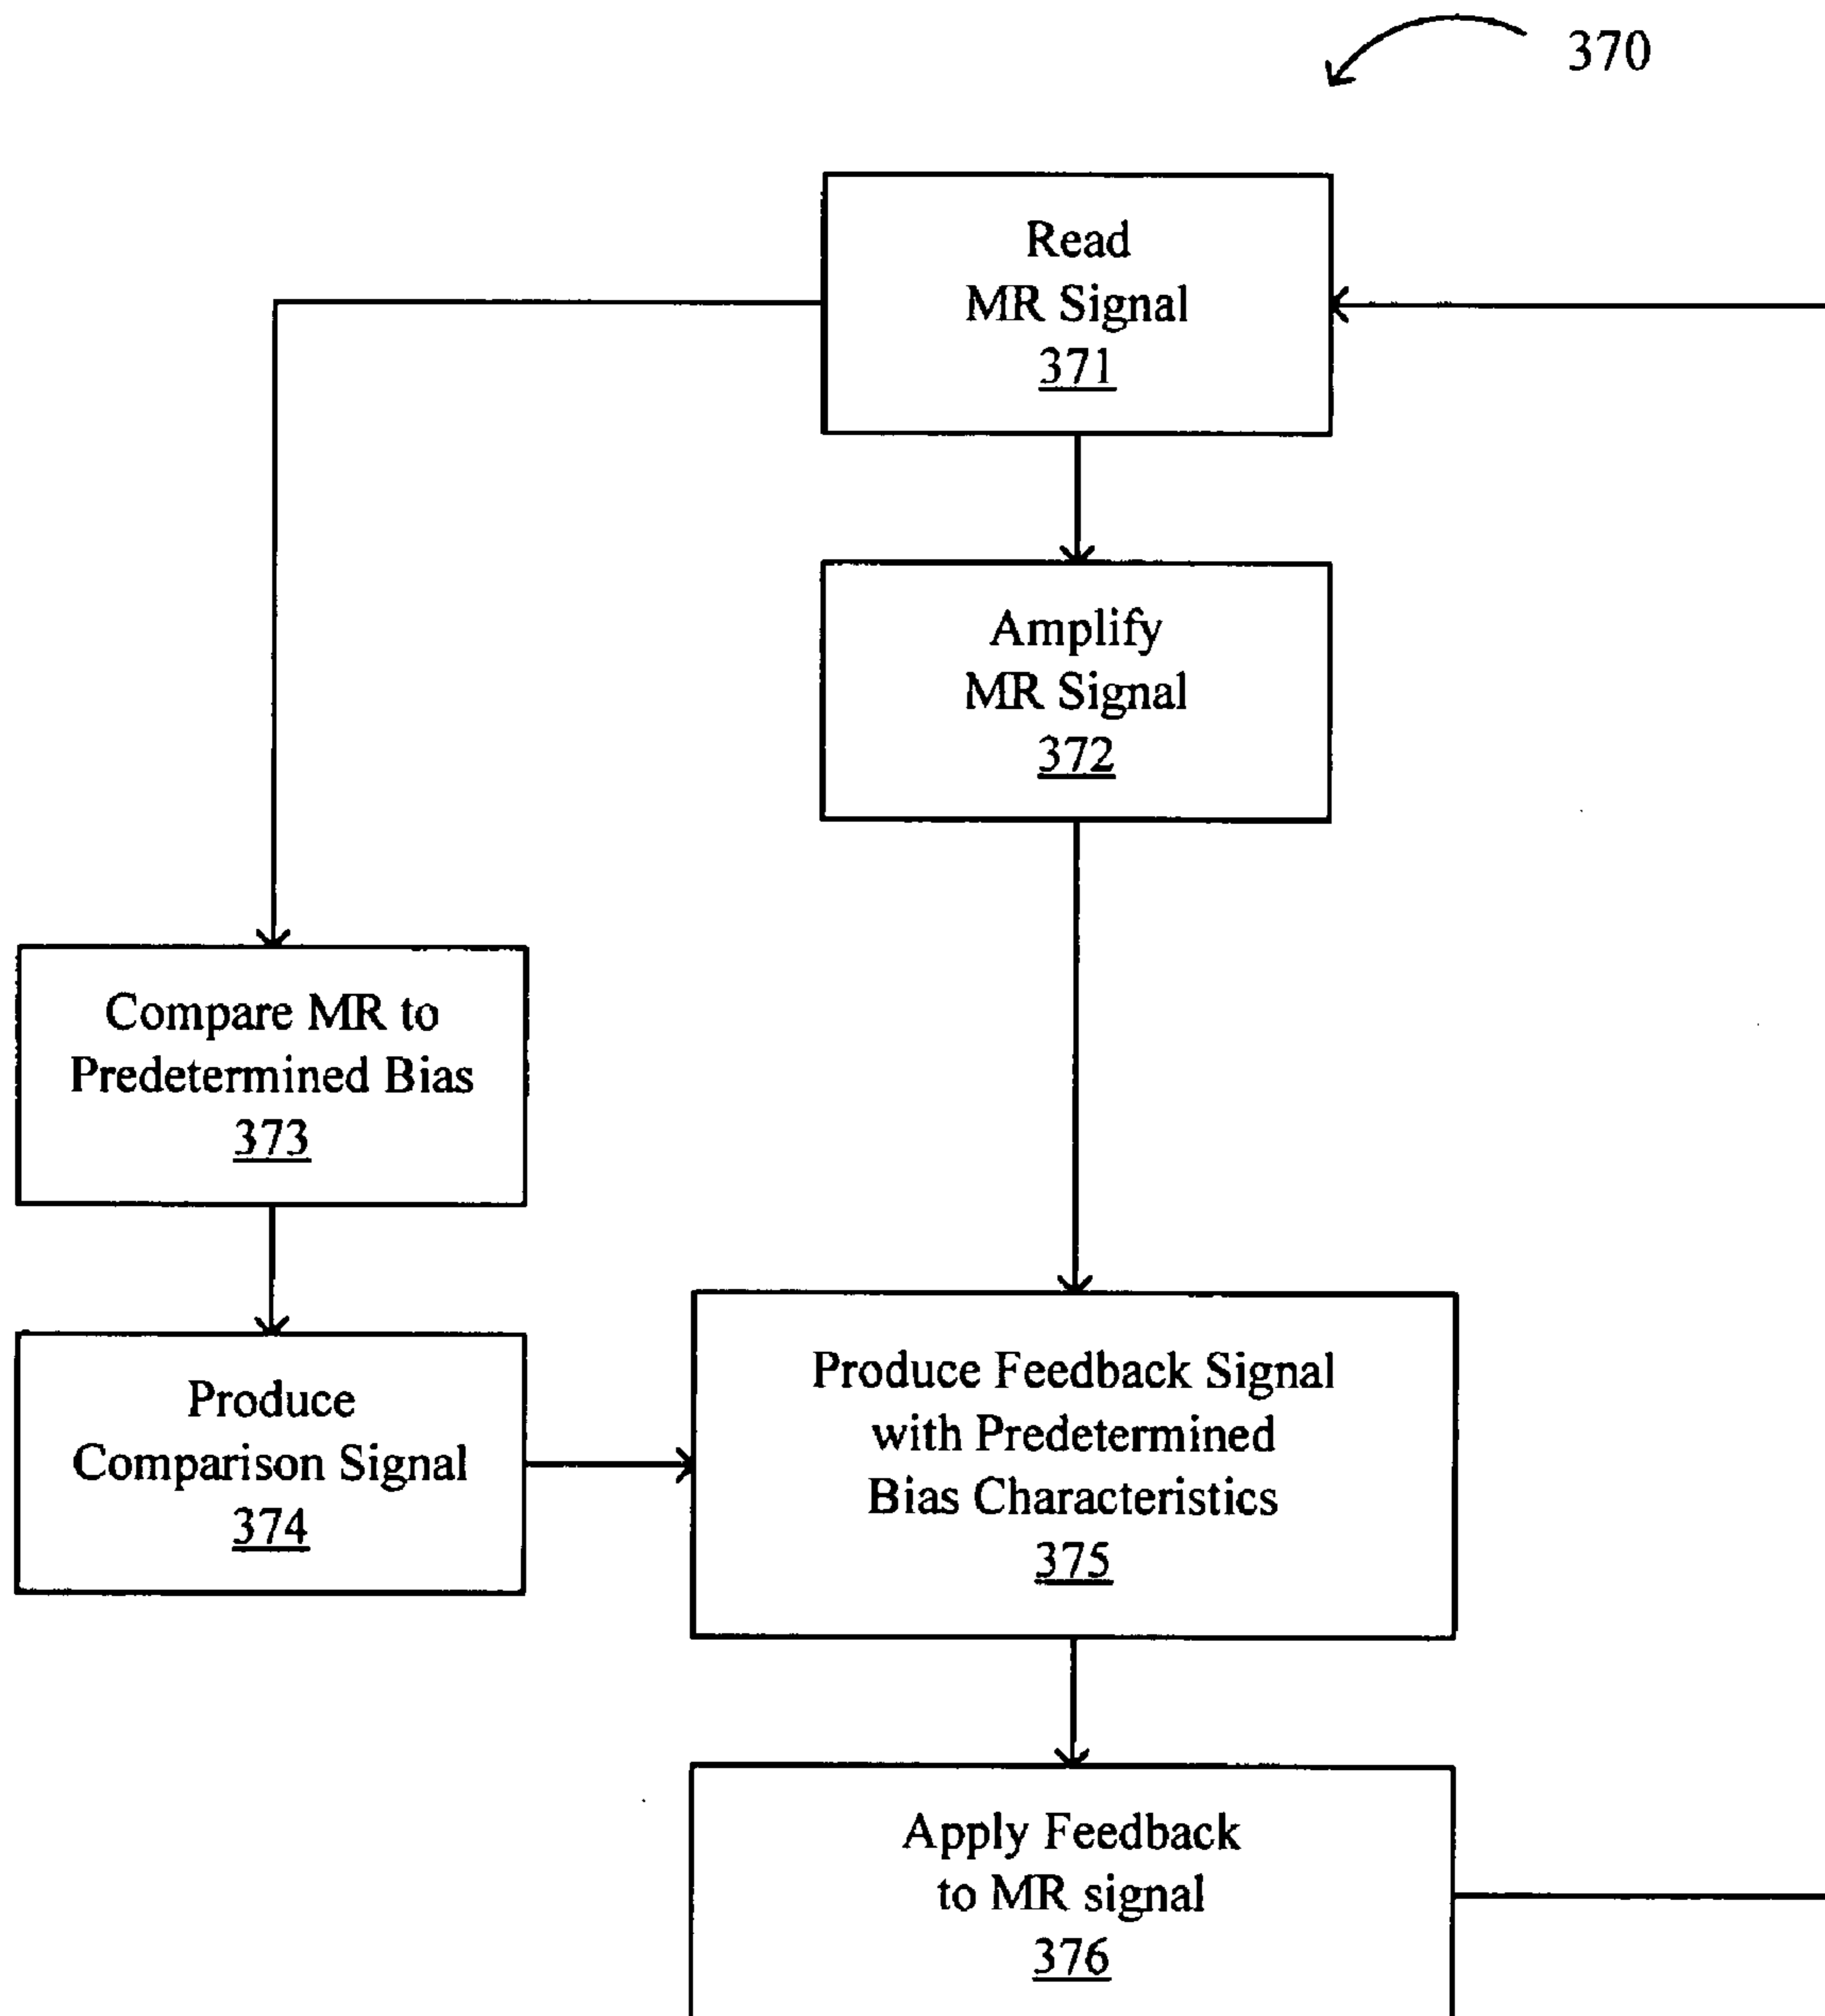 370
Read
MR Signal
371
Amplify
MR Signal
372
Compare MR to
Predetermined Bias
373
Produce
Comparison Signal
374
Produce Feedback Signal
with Predetermined
Bias Characteristics
375
Apply Feedback
to MR signal
376